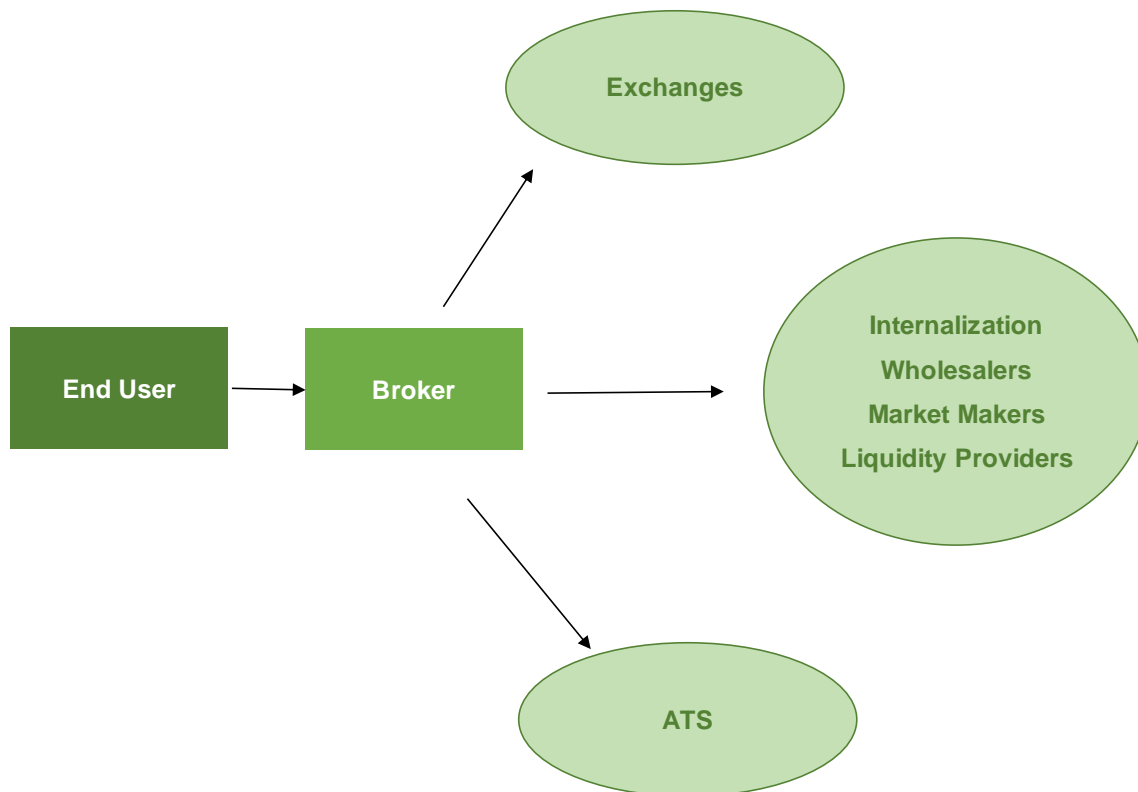 Exchanges
End User
Broker
Internalization
Wholesalers
Market Makers
Liquidity Providers
ATS